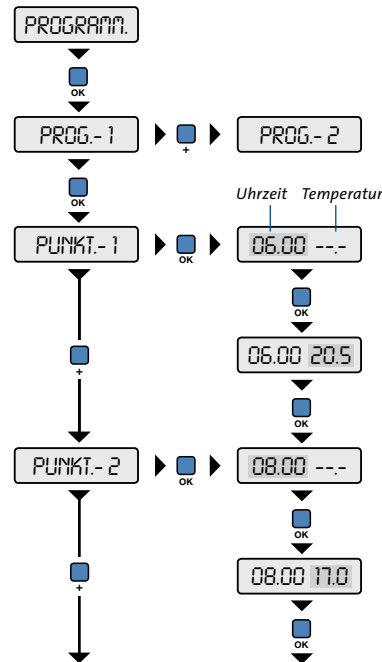 PROGRAMM.
OK
PROG.- 1
+
PROG.- 2
OK
Uhrzeit Temperatur
PUNKT.- 1
OK
06.00 --.-
OK
+
06.00 20.5
OK
PUNKT.- 2
OK
08.00 --.-
OK
+
08.00 17.0
OK